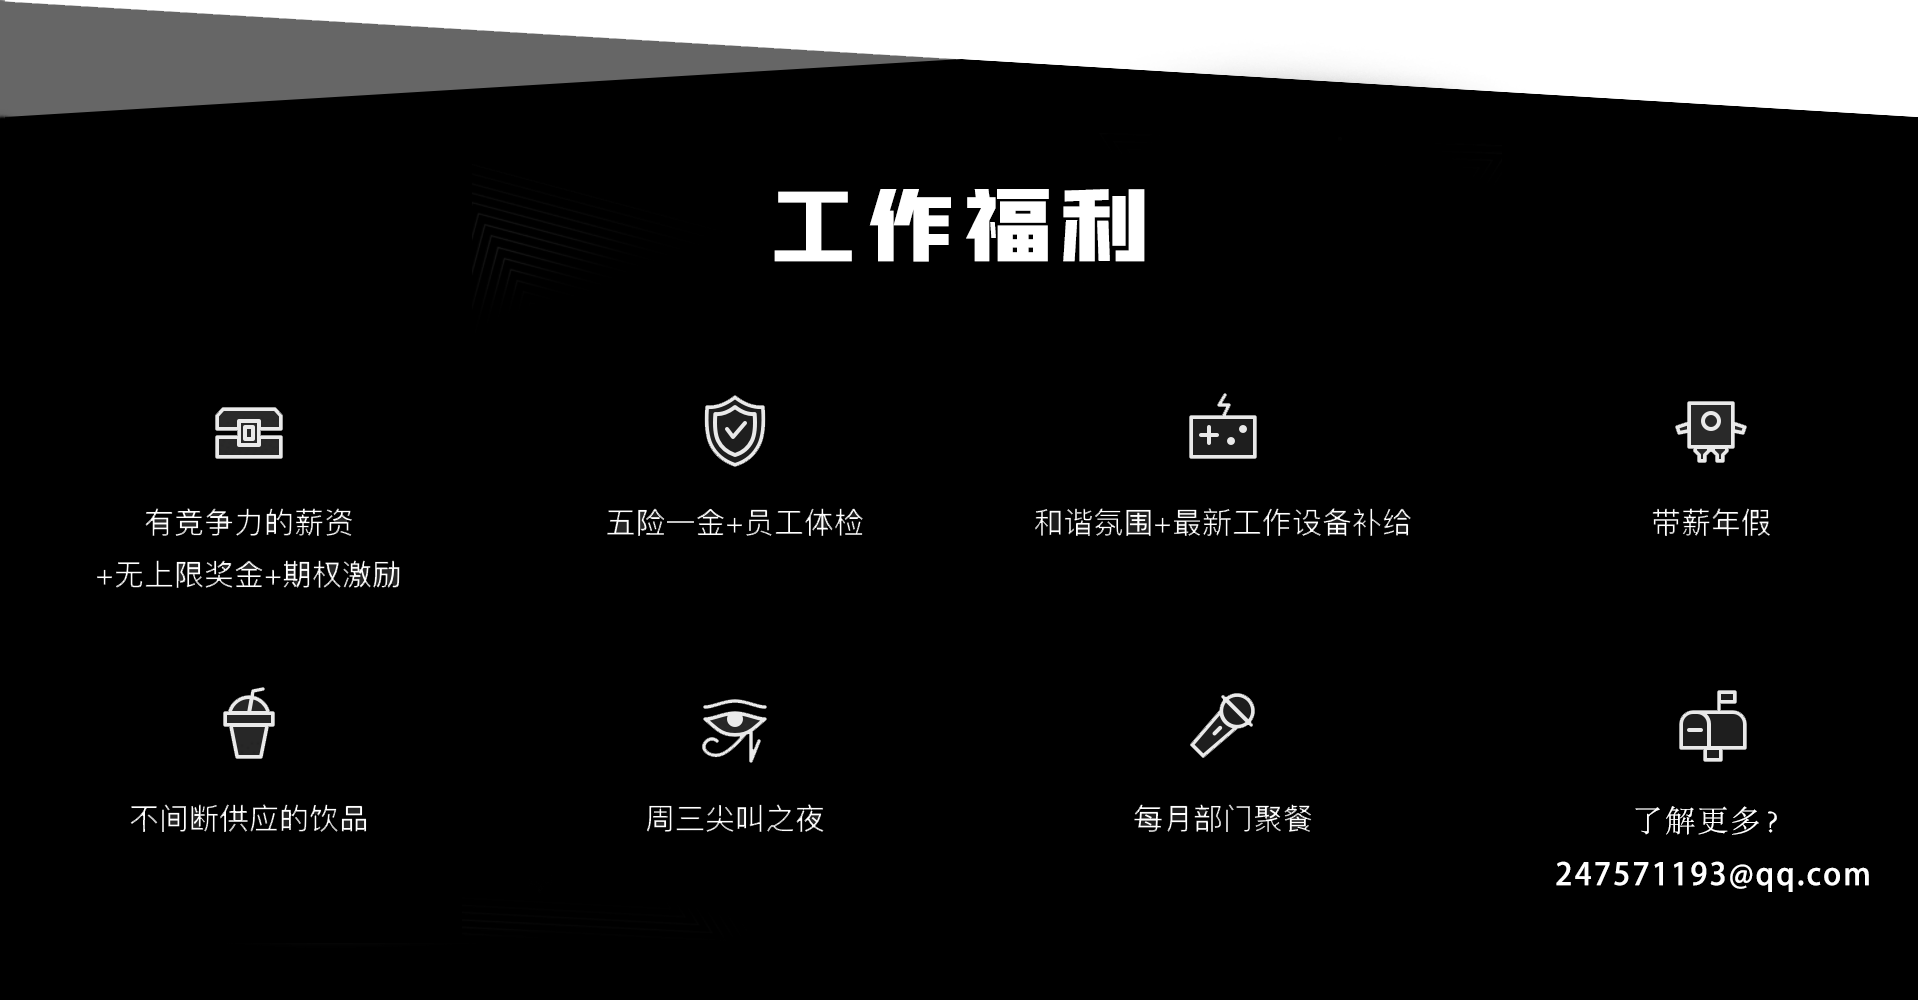 工作福利
有竞争力的薪资
+无上限奖金+期权激励
五险一金+员工体检
和谐氛围+最新工作设备补给
带薪年假
不间断供应的饮品
周三尖叫之夜
每月部门聚餐
了解更多?
247571193@qq.com